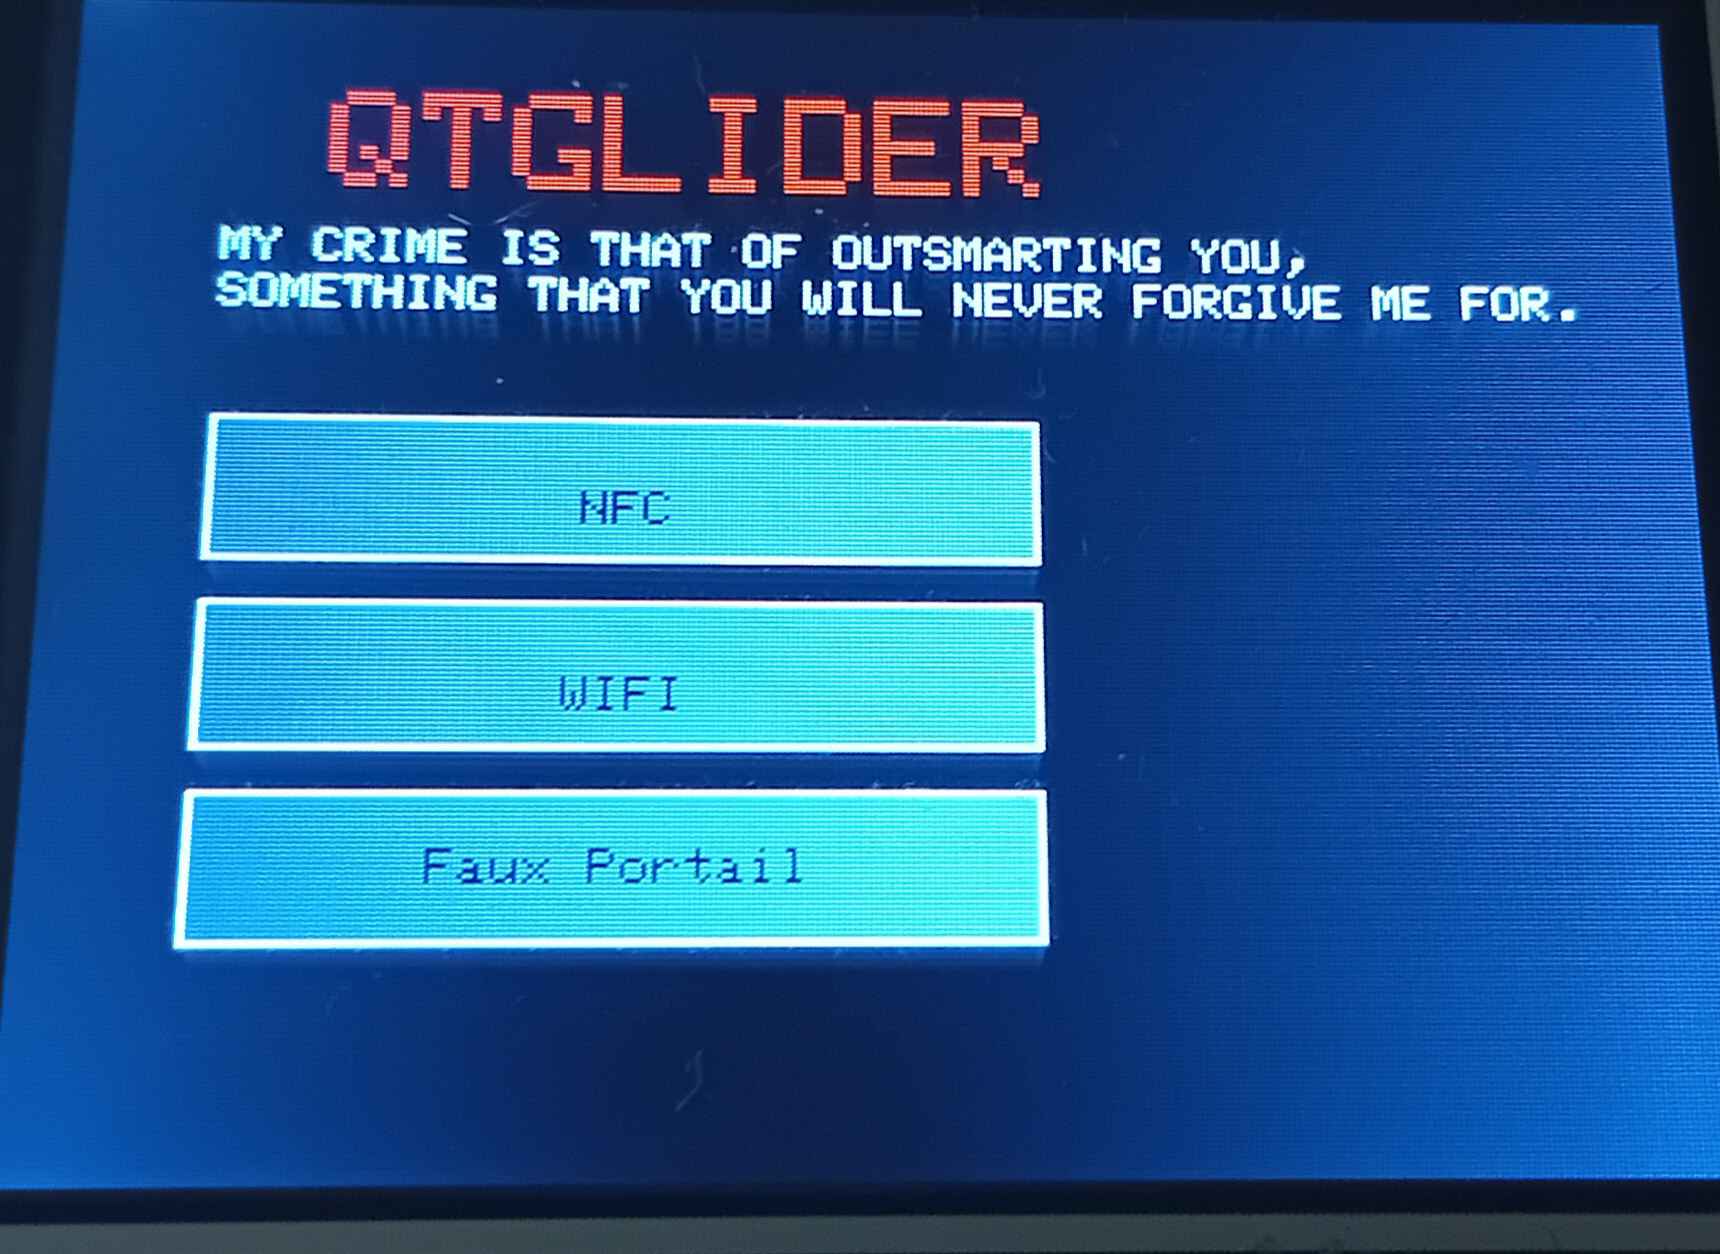 QTGLIDER
MY CRIME IS THAT OF OUTSMARTING YOU,
SOMETHING THAT YOU WILL NEVER FORGIVE ME FOR.
NFC
WIFI
Faux Portail